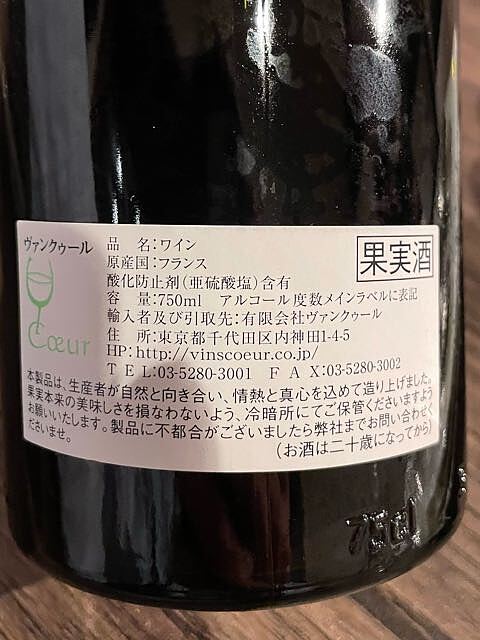 ヴァンクゥール
Cœur
品　名：ワイン
原産国：フランス
酸化防止剤（亜硫酸塩）含有
容　量：750ml　アルコール度数メインラベルに表記
輸入者及び引取先：有限会社ヴァンクゥール
住　所：東京都千代田区内神田1-4-5
HP：http://vinscoeur.co.jp/
ＴＥＬ：03-5280-3001　ＦＡＸ：03-5280-3002
果実酒
本製品は、生産者が自然と向き合い、情熱と真心を込めて造り上げました。
果実本来の美味しさを損なわないよう、冷暗所にてご保管くださいますよう
お願いいたします。製品に不都合がございましたら弊社までお問い合わせく
ださいませ。
（お酒は二十歳になってから）
75cl